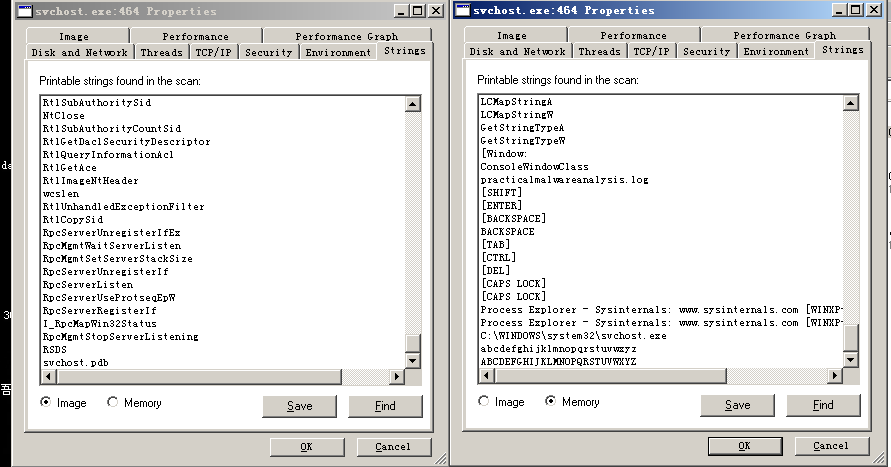 svchost.exe:464 Properties
Image Performance Performance Graph
Disk and Network Threads TCP/IP Security Environment Strings
Printable strings found in the scan:
RtlSubAuthoritySid
NtClose
RtlSubAuthorityCountSid
RtlGetDaclSecurityDescriptor
RtlQueryInformationAcl
RtlGetAce
RtlImageNtHeader
wcslen
RtlUnhandledExceptionFilter
RtlCopySid
RpcServerUnregisterIfEx
RpcMgmtWaitServerListen
RpcMgmtSetServerStackSize
RpcServerUnregisterIf
RpcServerListen
RpcServerUseProtseqEpW
RpcServerRegisterIf
I_RpcMapWin32Status
RpcMgmtStopServerListening
RSDS
svchost.pdb
Image Memory Save Find
OK Cancel
svchost.exe:464 Properties
Image Performance Performance Graph
Disk and Network Threads TCP/IP Security Environment Strings
Printable strings found in the scan:
LCMapStringA
LCMapStringW
GetStringTypeA
GetStringTypeW
[Window:
ConsoleWindowClass
practicalmalwareanalysis.log
[SHIFT]
[ENTER]
[BACKSPACE]
BACKSPACE
[TAB]
[CTRL]
[DEL]
[CAPS LOCK]
[CAPS LOCK]
Process Explorer - Sysinternals: www.sysinternals.com [WINXP-
Process Explorer - Sysinternals: www.sysinternals.com [WINXP-
C:\WINDOWS\system32\svchost.exe
abcdefghijklmnopqrstuvwxyz
ABCDEFGHIJKLMNOPQRSTUVWXYZ
Image Memory Save Find
OK Cancel